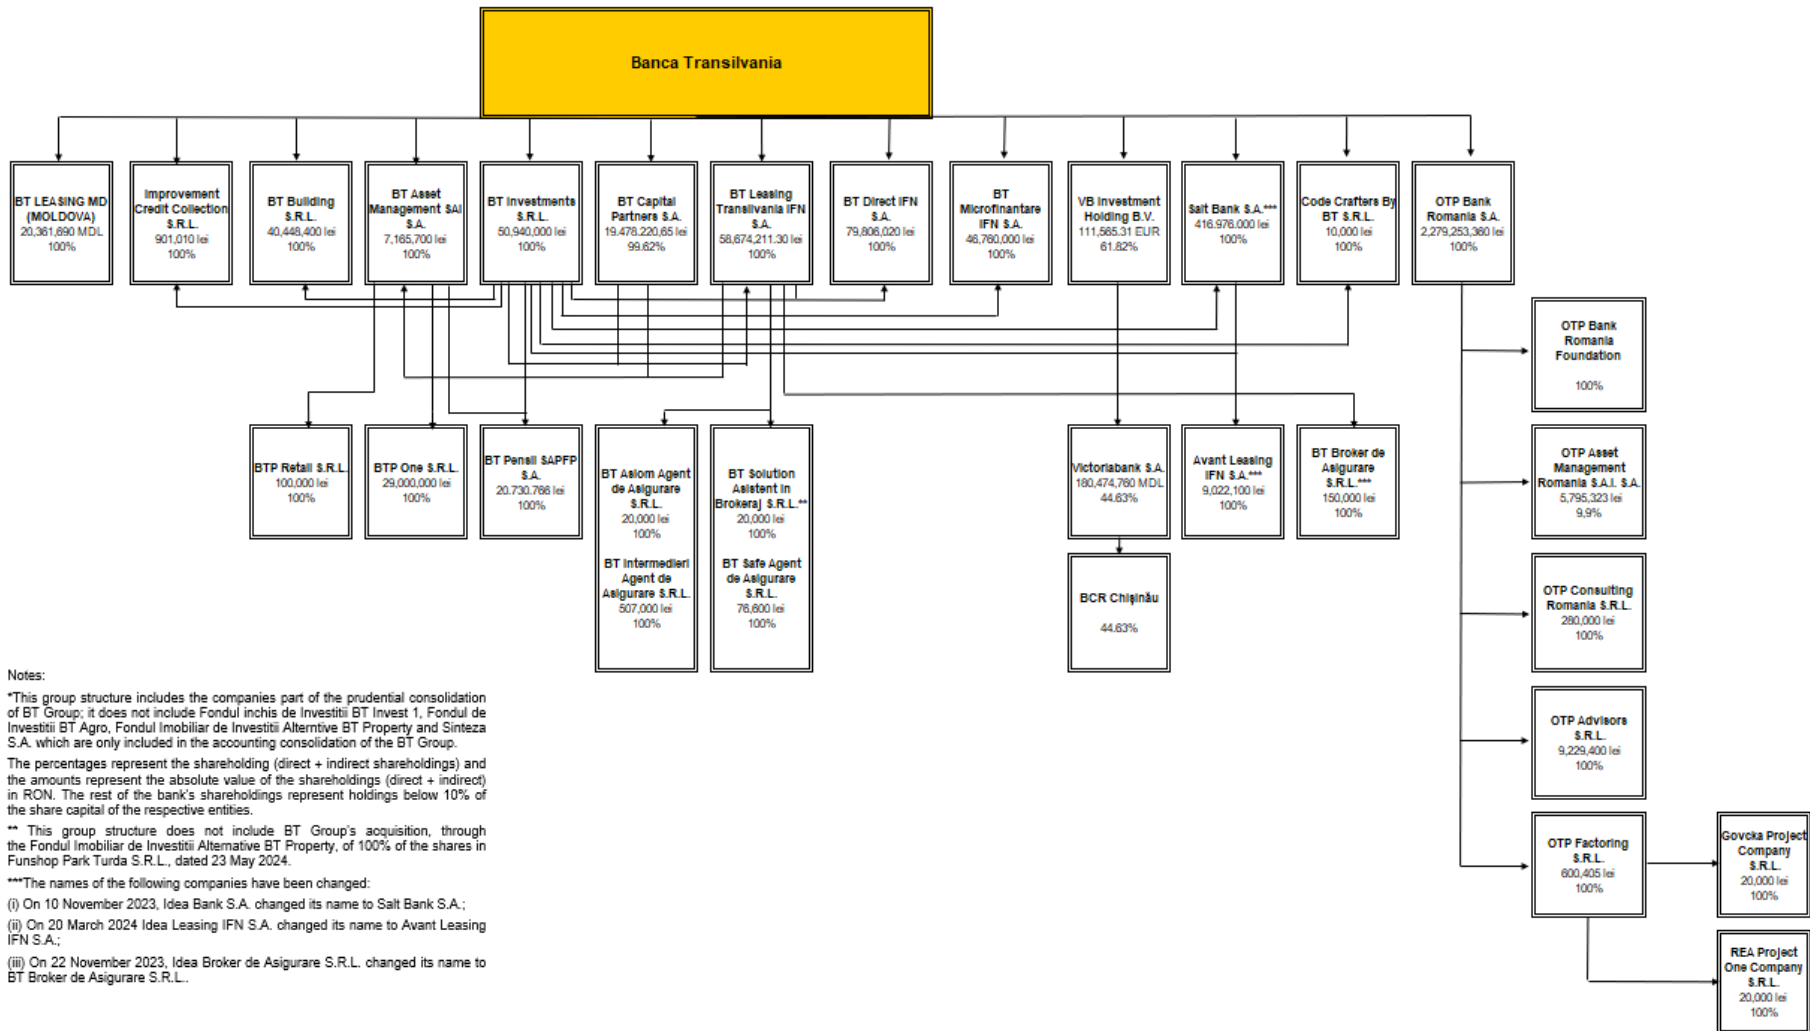 Banca Transilvania
BT LEASING MD
(MOLDOVA)
20,361,690 MDL
100%
Improvement
Credit Collection
S.R.L.
901,010 lei
100%
BT Building
S.R.L.
40,448,400 lei
100%
BT Asset
Management SAI
S.A.
7,165,700 lei
100%
BT Investments
S.R.L.
50,940,000 lei
100%
BT Capital
Partners S.A.
19.478.220,65 lei
99.62%
BT Leasing
Transilvania IFN
S.A.
58,674,211.30 lei
100%
BT Direct IFN
S.A.
79,806,020 lei
100%
BT
Microfinantare
IFN S.A.
46,760,000 lei
100%
VB Investment
Holding B.V.
111,565.31 EUR
61.82%
Salt Bank S.A.***
416.976.000 lei
100%
Code Crafters By
BT S.R.L.
10,000 lei
100%
OTP Bank
Romania S.A.
2,279,253,360 lei
100%
OTP Bank
Romania
Foundation
100%
BTP Retail S.R.L.
100,000 lei
100%
BTP One S.R.L.
29,000,000 lei
100%
BT Pensii SAPFP
S.A.
20.730.766 lei
100%
BT Asiom Agent
de Asigurare
S.R.L.
20,000 lei
100%
BT Intermedieri
Agent de
Asigurare S.R.L.
507,000 lei
100%
BT Solution
Asistent in
Brokeraj S.R.L.**
20,000 lei
100%
BT Safe Agent
de Asigurare
S.R.L.
76,600 lei
100%
Victoriabank S.A.
180,474,760 MDL
44.63%
Avant Leasing
IFN S.A.***
9,022,100 lei
100%
BT Broker de
Asigurare
S.R.L.***
150,000 lei
100%
OTP Asset
Management
Romania S.A.I. S.A.
5,795,323 lei
9,9%
BCR Chișinău
44.63%
OTP Consulting
Romania S.R.L.
280,000 lei
100%
OTP Advisors
S.R.L.
9,229,400 lei
100%
OTP Factoring
S.R.L.
600,405 lei
100%
Govcka Project
Company
S.R.L.
20,000 lei
100%
REA Project
One Company
S.R.L.
20,000 lei
100%
Notes:
*This group structure includes the companies part of the prudential consolidation
of BT Group; it does not include Fondul inchis de Investitii BT Invest 1, Fondul de
Investitii BT Agro, Fondul Imobiliar de Investitii Alterntive BT Property and Sinteza
S.A. which are only included in the accounting consolidation of the BT Group.
The percentages represent the shareholding (direct + indirect shareholdings) and
the amounts represent the absolute value of the shareholdings (direct + indirect)
in RON. The rest of the bank's shareholdings represent holdings below 10% of
the share capital of the respective entities.
** This group structure does not include BT Group's acquisition, through
the Fondul Imobiliar de Investitii Alternative BT Property, of 100% of the shares in
Funshop Park Turda S.R.L., dated 23 May 2024.
***The names of the following companies have been changed:
(i) On 10 November 2023, Idea Bank S.A. changed its name to Salt Bank S.A.;
(ii) On 20 March 2024 Idea Leasing IFN S.A. changed its name to Avant Leasing
IFN S.A.;
(iii) On 22 November 2023, Idea Broker de Asigurare S.R.L. changed its name to
BT Broker de Asigurare S.R.L..